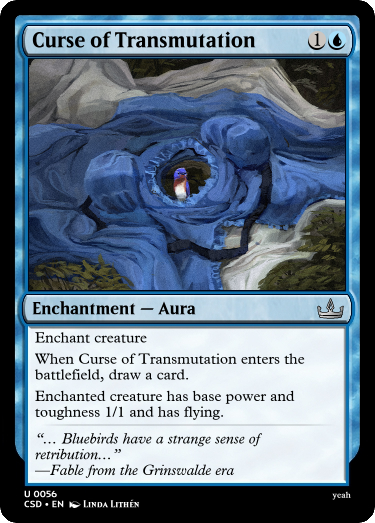 Curse of Transmutation 1
Enchantment — Aura
Enchant creature
When Curse of Transmutation enters the
battlefield, draw a card.
Enchanted creature has base power and
toughness 1/1 and has flying.
“… Bluebirds have a strange sense of
retribution…”
—Fable from the Grinswalde era
U 0056
yeah
CSD • EN LINDA LITHÉN